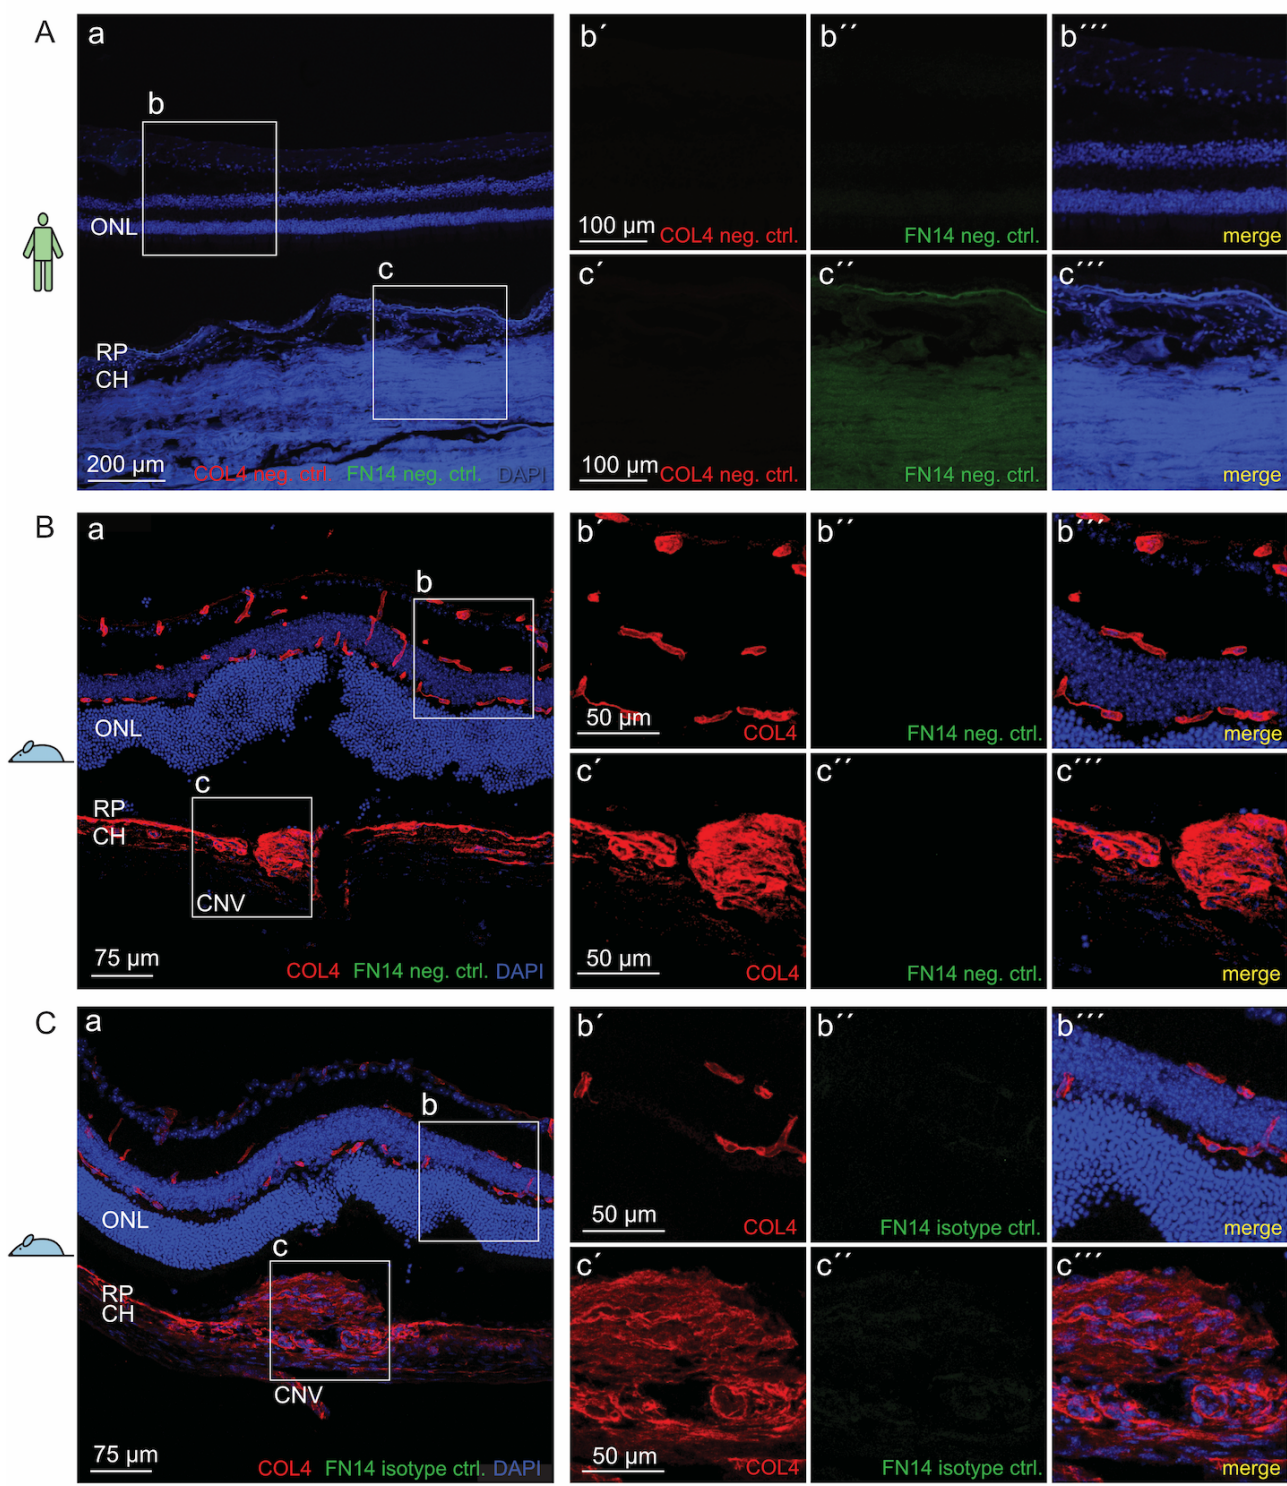 A
a
b
ONL
c
RP
CH
200 µm
COL4 neg. ctrl. FN14 neg. ctrl. DAPI
b´
100 µm
COL4 neg. ctrl.
b´´
FN14 neg. ctrl.
b´´´
merge
c´
100 µm
COL4 neg. ctrl.
c´´
FN14 neg. ctrl.
c´´´
merge
B
a
b
ONL
c
RP
CH
CNV
75 µm
COL4 FN14 neg. ctrl. DAPI
b´
50 µm
COL4
b´´
FN14 neg. ctrl.
b´´´
merge
c´
50 µm
COL4
c´´
FN14 neg. ctrl.
c´´´
merge
C
a
b
ONL
c
RP
CH
CNV
75 µm
COL4 FN14 isotype ctrl. DAPI
b´
50 µm
COL4
b´´
FN14 isotype ctrl.
b´´´
merge
c´
50 µm
COL4
c´´
FN14 isotype ctrl.
c´´´
merge